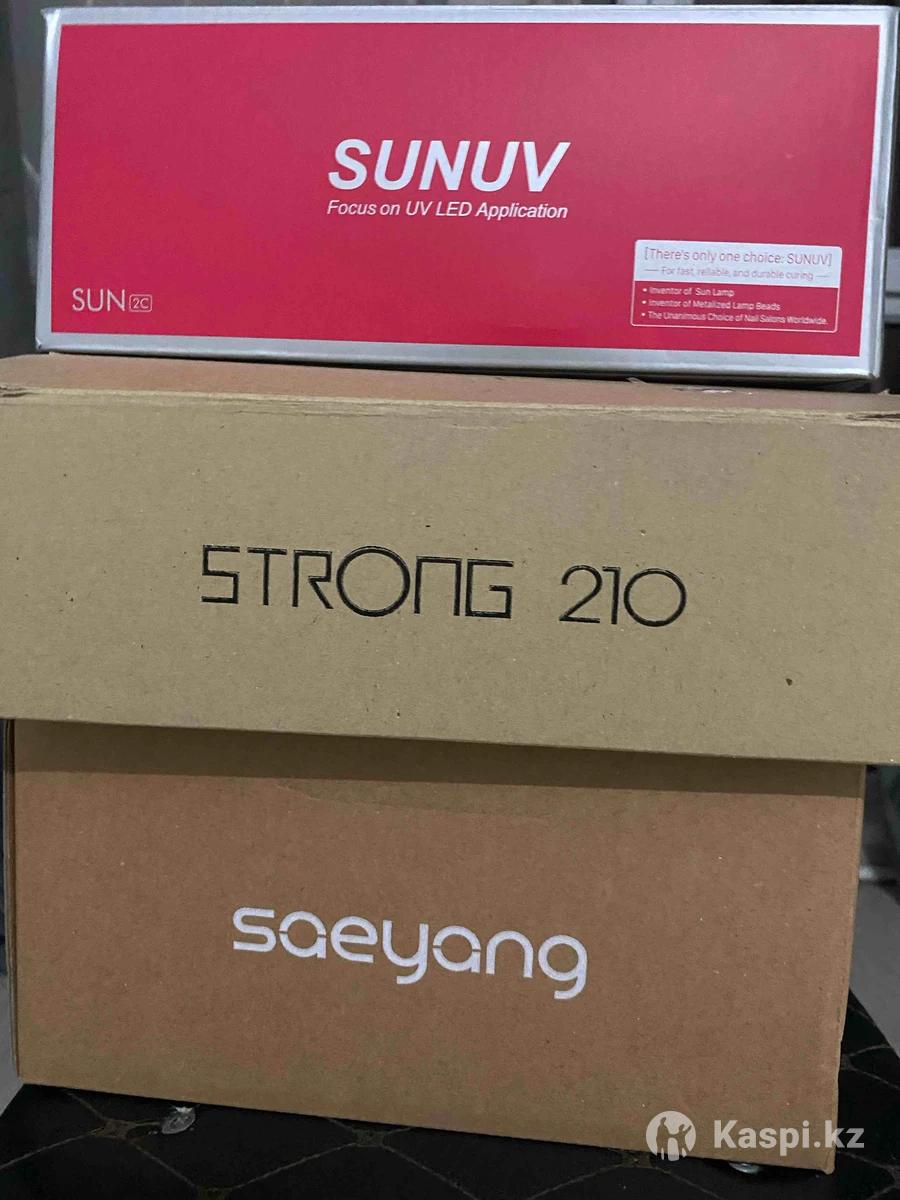 SUNUV
Focus on UV LED Application
[There's only one choice: SUNUV]
For fast, reliable, and durable curing
• Inventor of Sun Lamp
• Inventor of Metalized Lamp Beads
• The Unanimous Choice of Nail Salons Worldwide.
SUN 2C
STRONG 210
saeyang
Kaspi.kz